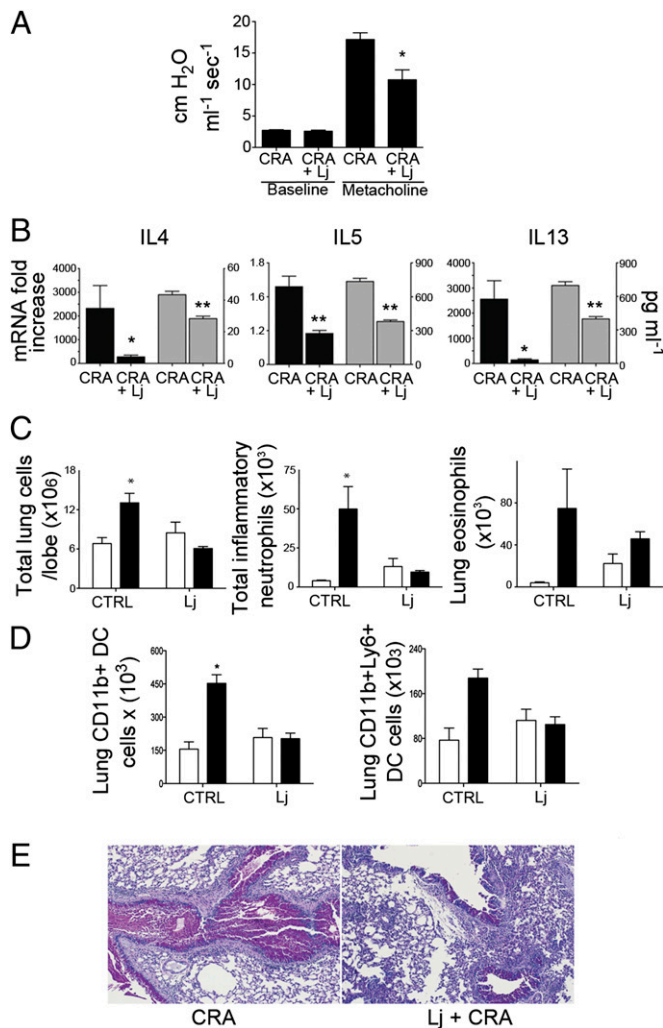 A
cm H2O
ml-1 sec-1
20
15
10
5
0
*
CRA
CRA + Lj
CRA
CRA + Lj
Baseline
Metacholine
B
IL4
IL5
IL13
mRNA fold
increase
4000
3000
2000
1000
0
60
40
20
0
*
**
CRA
CRA + Lj
CRA
CRA + Lj
1.8
1.6
1.2
1.0
900
600
300
0
**
**
CRA
CRA + Lj
CRA
CRA + Lj
4000
3000
2000
1000
0
900
600
300
0
*
**
CRA
CRA + Lj
CRA
CRA + Lj
pg ml-1
C
Total lung cells
/lobe (x106)
18
12
6
0
*
CTRL
Lj
Total inflammatory
neutrophils (x103)
75
50
25
0
*
CTRL
Lj
Lung eosinophils
(x103)
120
80
40
0
CTRL
Lj
D
Lung CD11b+ DC
cells x (103)
600
450
300
150
0
*
CTRL
Lj
Lung CD11b+Ly6+
DC cells (x103)
240
160
80
0
CTRL
Lj
E
CRA
Lj + CRA